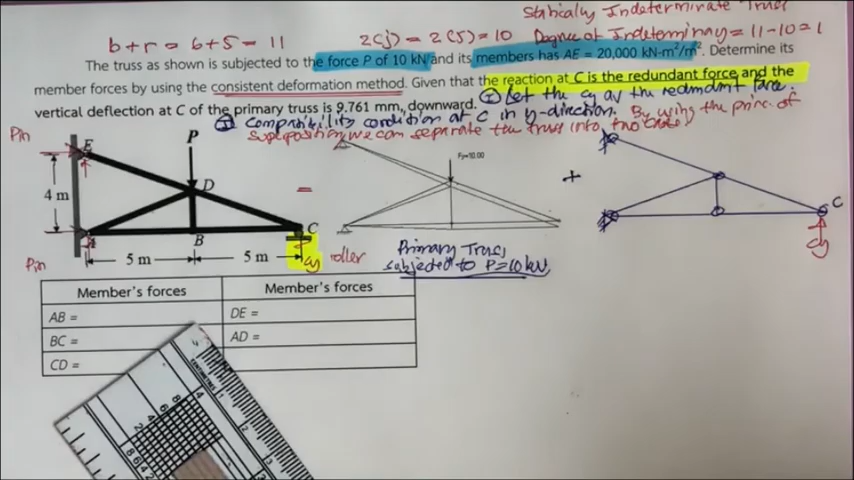 Statically Indeterminate Truss
b + r = 6 + 5 = 11
2(j) = 2(5) = 10
Degree of Indeterminacy = 11 - 10 = 1
The truss as shown is subjected to the force P of 10 kN and its members has AE = 20,000 kN-m²/m². Determine its
member forces by using the consistent deformation method. Given that the reaction at C is the redundant force and the
vertical deflection at C of the primary truss is 9.761 mm, downward.
I Let the Cy as the redundant force.
II Compatibility condition at C in y-direction. By using the princ. of
superposition we can separate the truss into two
Pin
E
P
D
4 m
=
Fy=10.00
+
A
B
C
C
Pin
5 m
5 m
Cy
roller
Cy
Primary Truss
subjected to P = 10 kN
Member's forces
Member's forces
AB =
DE =
BC =
AD =
CD =